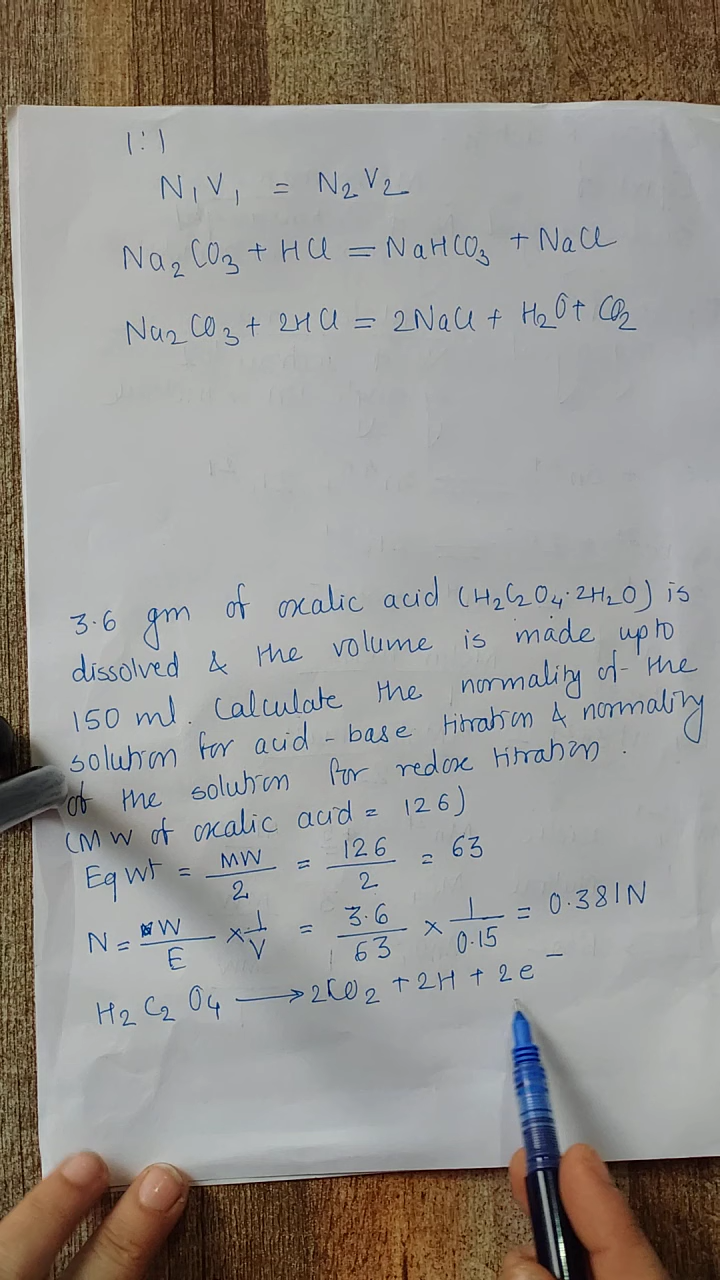 1:1
N₁V₁ = N₂V₂
Na₂CO₃ + HCl = NaHCO₃ + NaCl
Na₂CO₃ + 2HCl = 2NaCl + H₂O + CO₂
3.6 gm of oxalic acid (H₂C₂O₄·2H₂O) is
dissolved & the volume is made upto
150 ml. Calculate the normality of the
solution for acid-base titration & normality
of the solution for redox titration.
(MW of oxalic acid = 126)
Eq wt = MW/2 = 126/2 = 63
N = W/E × 1/V = 3.6/63 × 1/0.15 = 0.381N
H₂C₂O₄ → 2CO₂ + 2H + 2e⁻